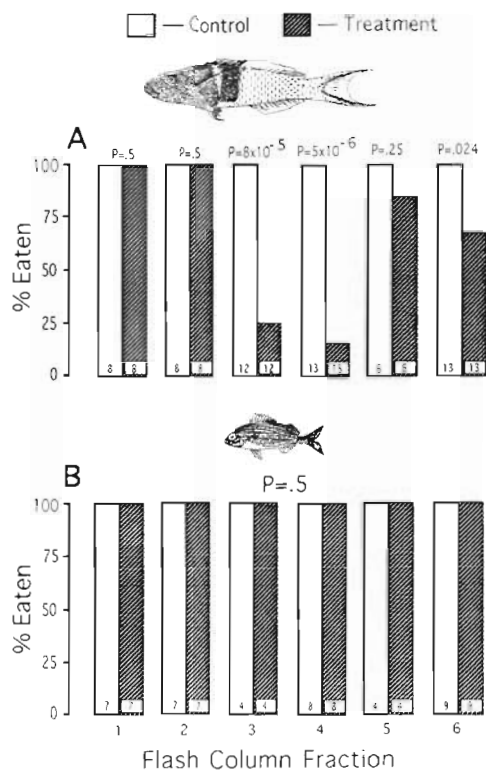 Control Treatment
A
P=.5 P=.5 P=8x10-5 P=5x10-6 P=.25 P=.024
100
75
50
25
0
% Eaten
8 8 8 8 12 12 13 13 6 6 13 13
B
P=.5
100
75
50
25
0
% Eaten
7 7 7 7 4 4 8 8 4 4 9
1 2 3 4 5 6
Flash Column Fraction